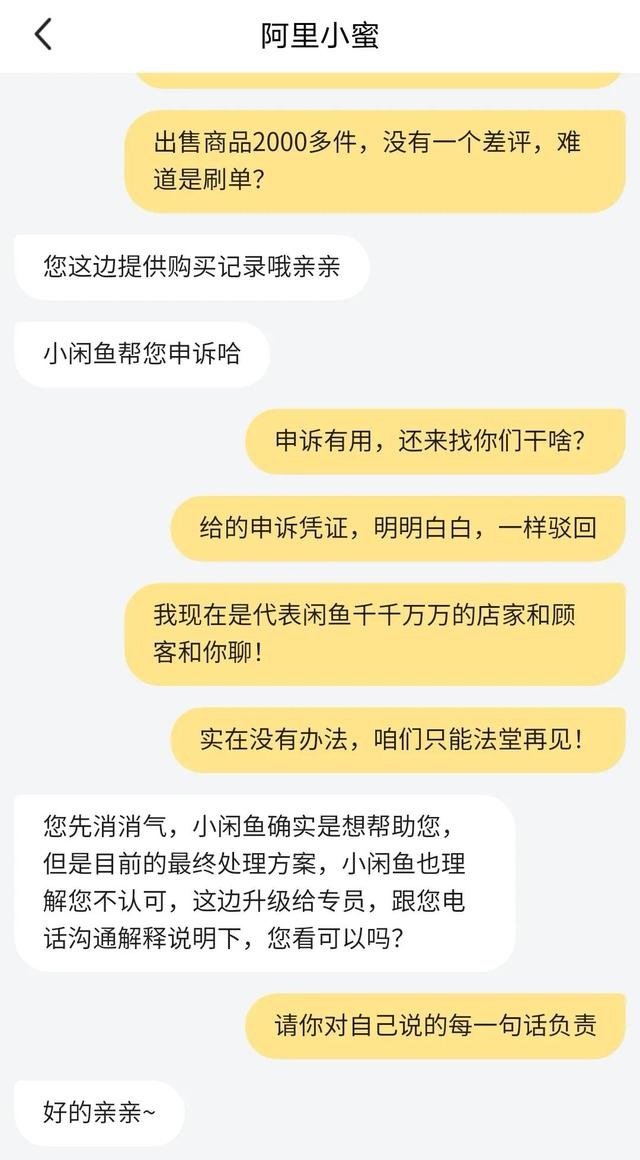 阿里小蜜
出售商品2000多件，没有一个差评，难
道是刷单？
您这边提供购买记录哦亲亲
小闲鱼帮您申诉哈
申诉有用，还来找你们干啥？
给的申诉凭证，明明白白，一样驳回
我现在是代表闲鱼千千万万的店家和顾
客和你聊！
实在没有办法，咱们只能法堂再见！
您先消消气，小闲鱼确实是想帮助您，
但是目前的最终处理方案，小闲鱼也理
解您不认可，这边升级给专员，跟您电
话沟通解释说明下，您看可以吗？
请你对自己说的每一句话负责
好的亲亲~